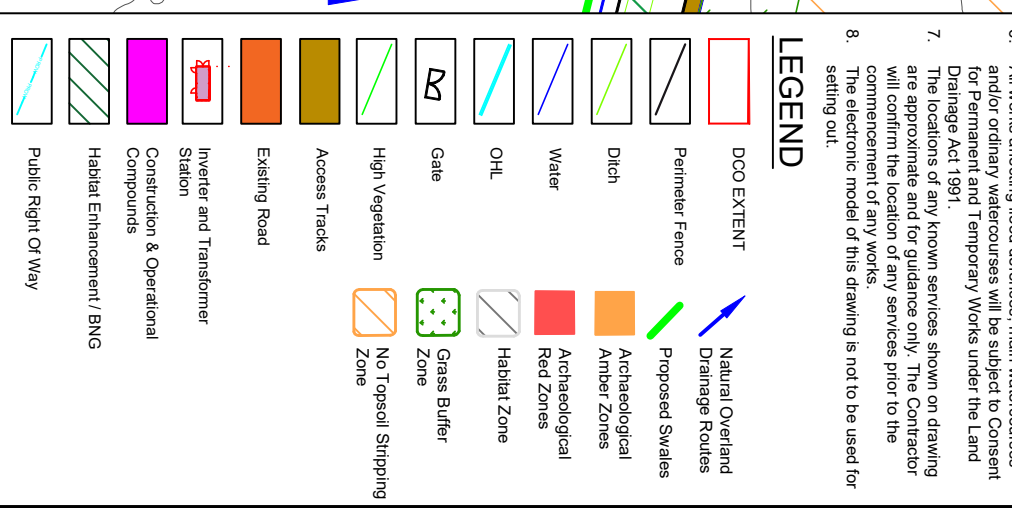 and/or ordinary watercourses will be subject to Consent
for Permanent and Temporary Works under the Land
Drainage Act 1991.
7. The locations of any known services shown on drawing
are approximate and for guidance only. The Contractor
will confirm the location of any services prior to the
commencement of any works.
8. The electronic model of this drawing is not to be used for
setting out.
LEGEND
DCO EXTENT
Perimeter Fence
Ditch
Water
OHL
Gate
High Vegetation
Access Tracks
Existing Road
Inverter and Transformer
Station
Construction & Operational
Compounds
Habitat Enhancement / BNG
Public Right Of Way
Natural Overland
Drainage Routes
Proposed Swales
Archaeological
Amber Zones
Archaeological
Red Zones
Habitat Zone
Grass Buffer
Zone
No Topsoil Stripping
Zone